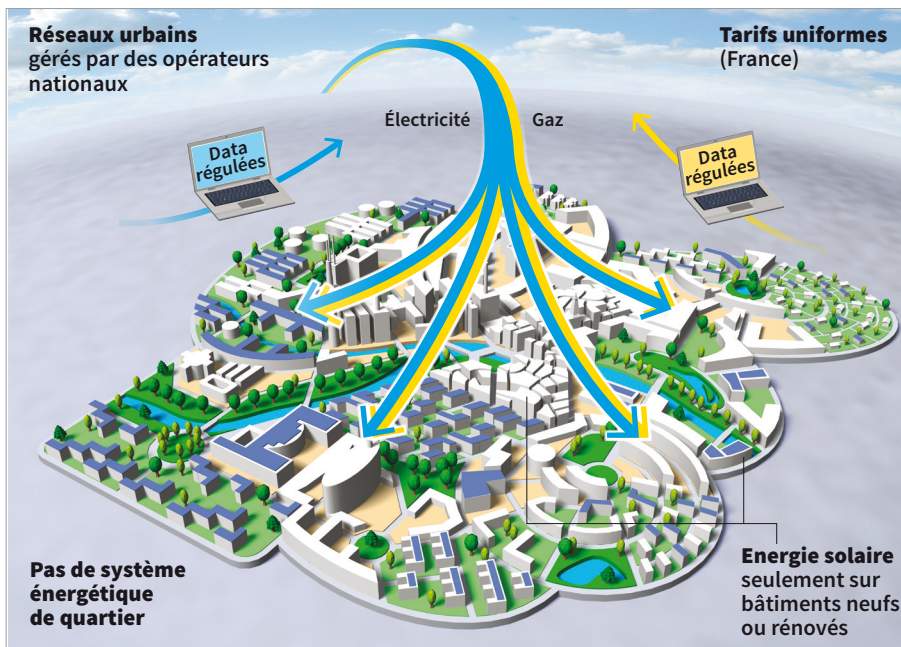 Réseaux urbains
gérés par des opérateurs
nationaux
Tarifs uniformes
(France)
Électricité
Gaz
Data
régulées
Data
régulées
Pas de système
énergétique
de quartier
Energie solaire
seulement sur
bâtiments neufs
ou rénovés